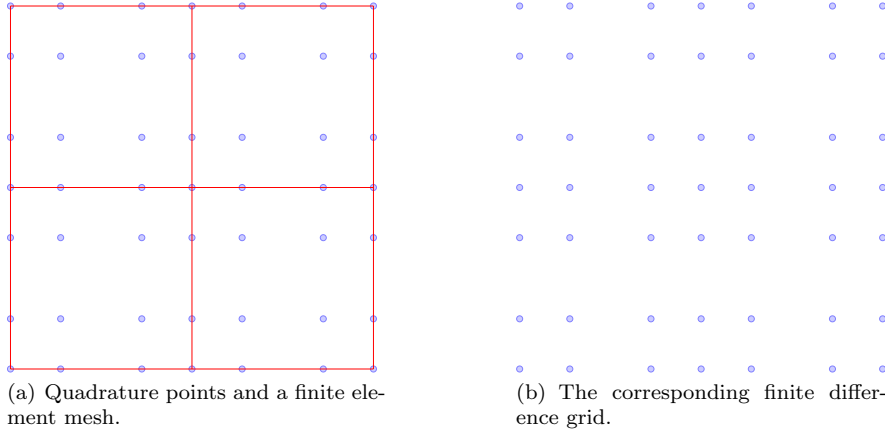 (a) Quadrature points and a finite ele-
ment mesh.
(b) The corresponding finite differ-
ence grid.